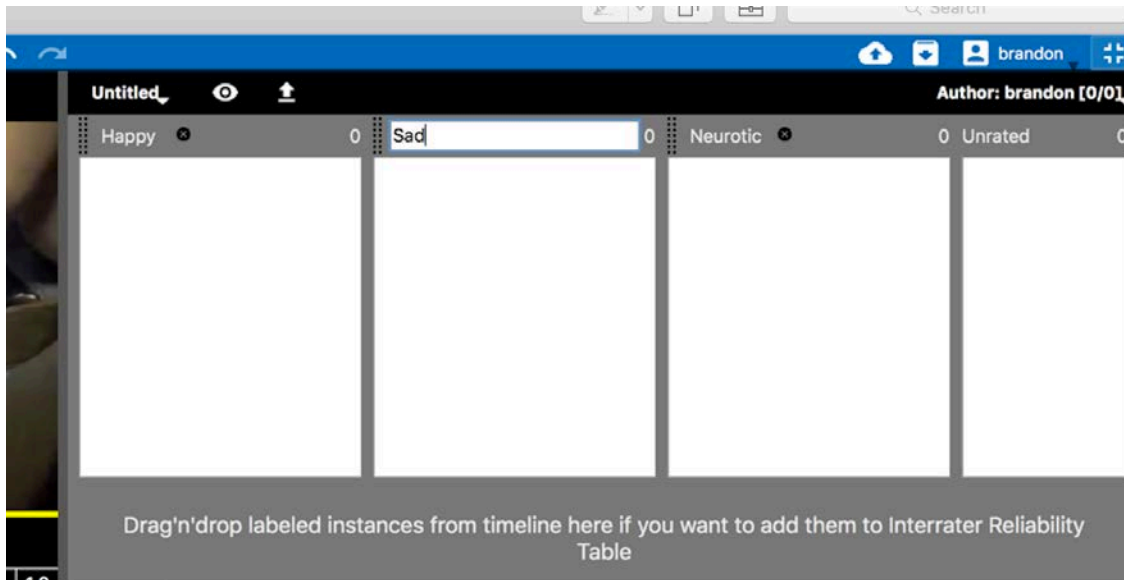 Search
brandon
Untitled
Author: brandon [0/0]
Happy 0 Sad 0 Neurotic 0 Unrated 0
Drag'n'drop labeled instances from timeline here if you want to add them to Interrater Reliability
Table